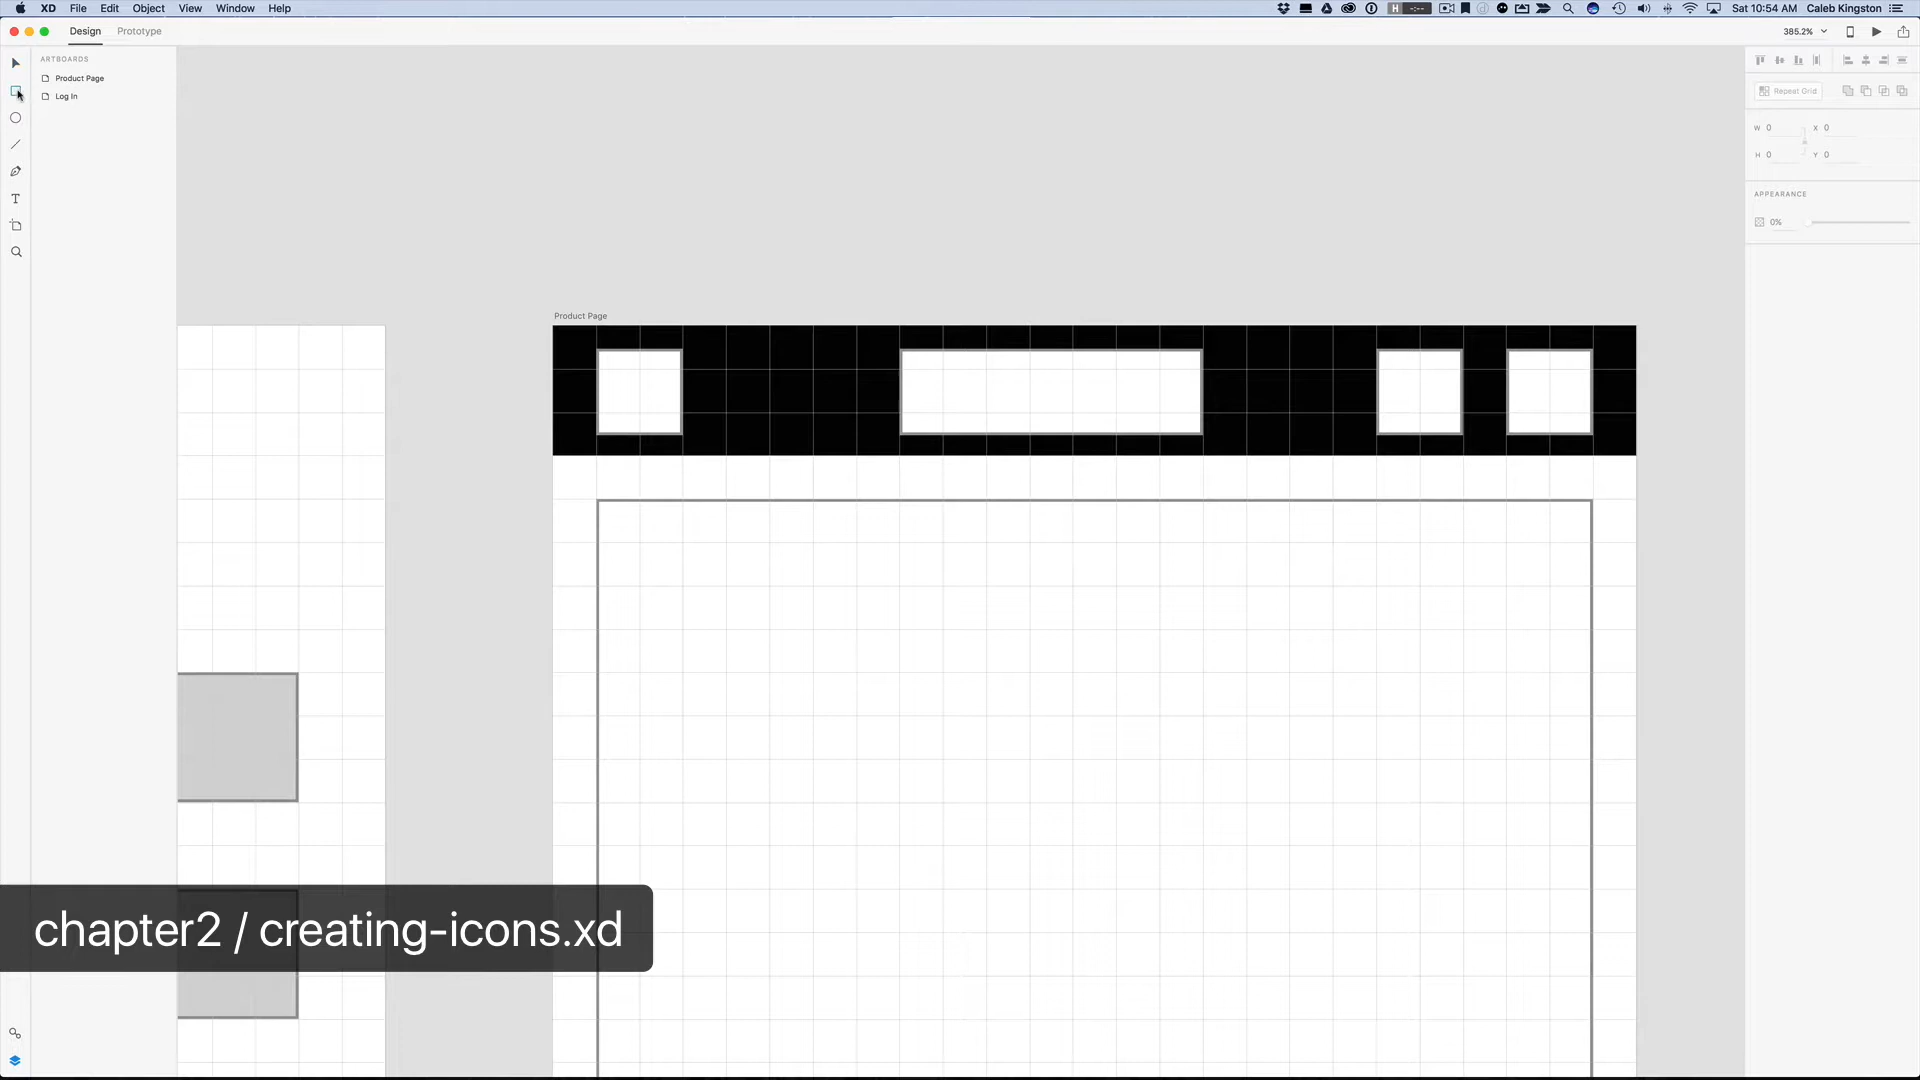 XD File Edit Object View Window Help
H -:-- Sat 10:54 AM Caleb Kingston
Design Prototype
385.2%
ARTBOARDS
Product Page
Log In
Repeat Grid
W 0 X 0
H 0 Y 0
APPEARANCE
0%
T
Product Page
chapter2 / creating-icons.xd